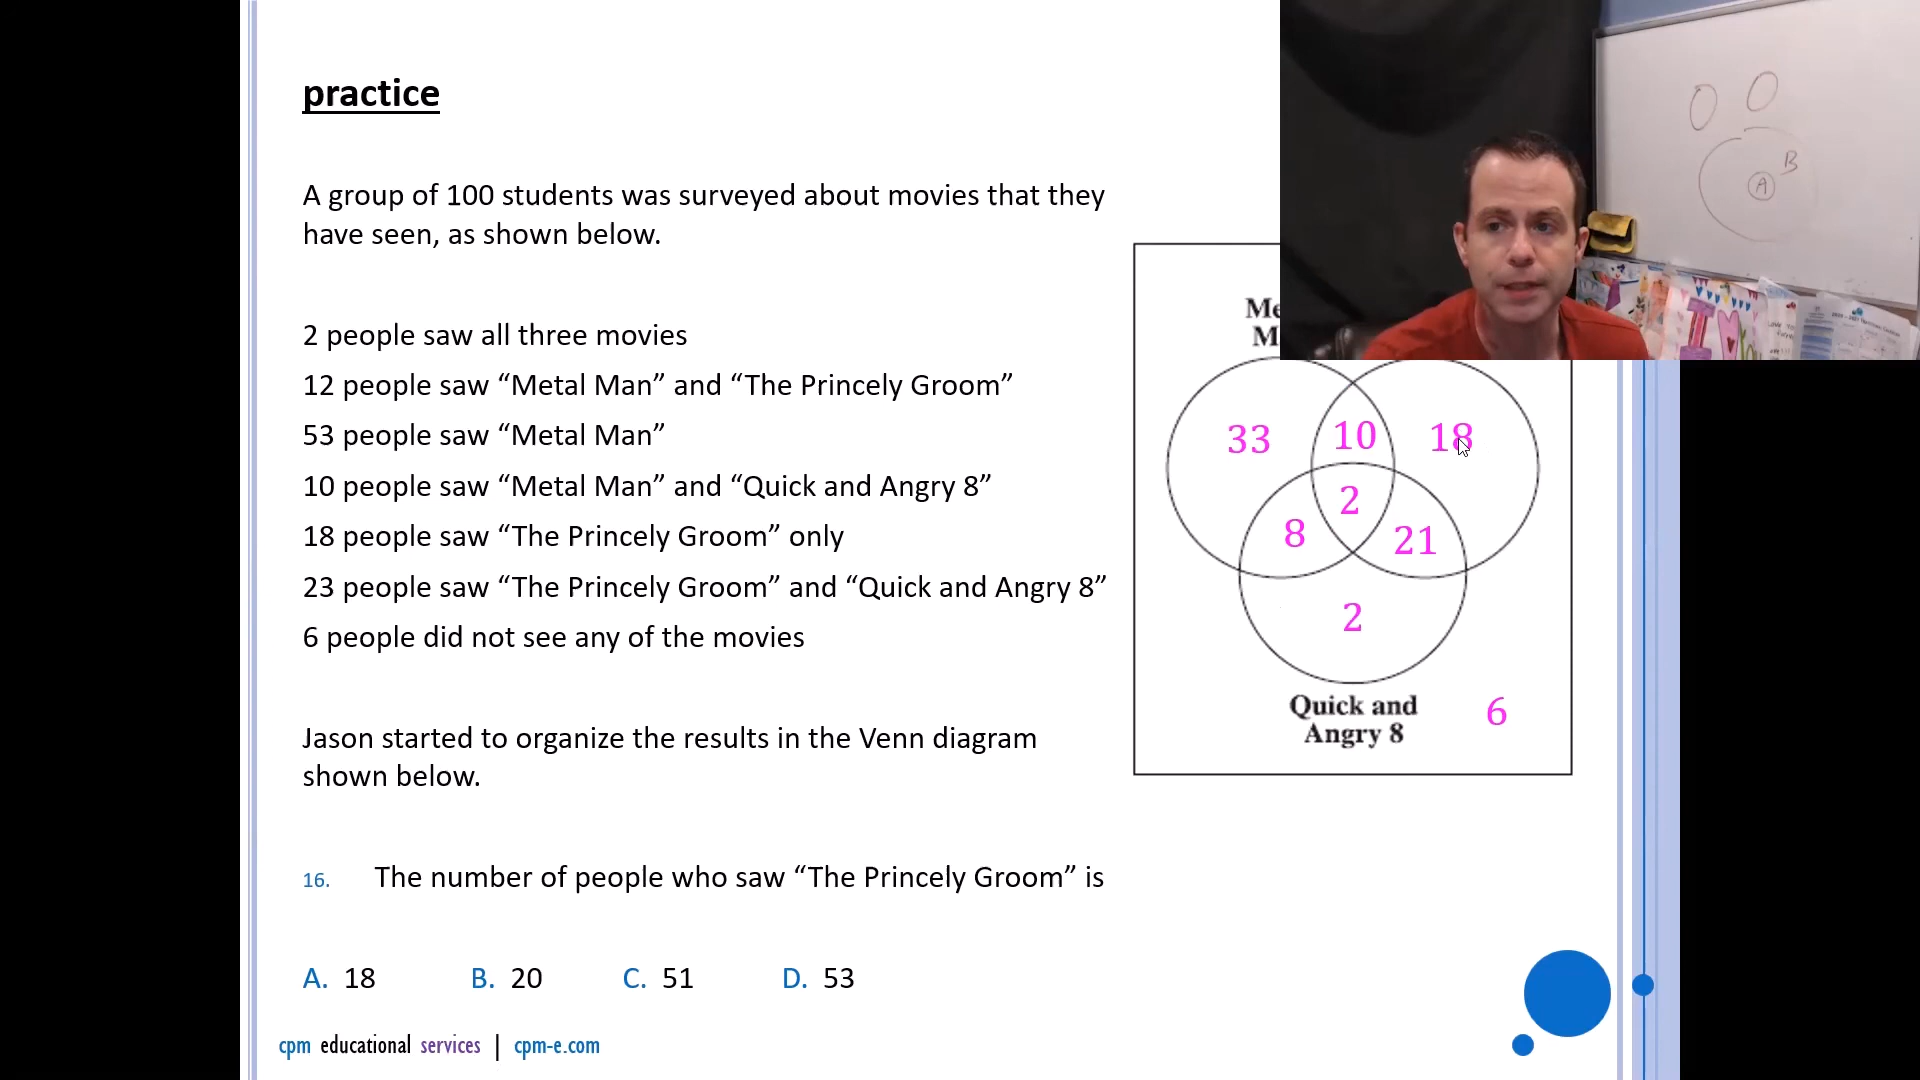 practice
A group of 100 students was surveyed about movies that they
have seen, as shown below.
2 people saw all three movies
12 people saw “Metal Man” and “The Princely Groom”
53 people saw “Metal Man”
10 people saw “Metal Man” and “Quick and Angry 8”
18 people saw “The Princely Groom” only
23 people saw “The Princely Groom” and “Quick and Angry 8”
6 people did not see any of the movies
Jason started to organize the results in the Venn diagram
shown below.
16. The number of people who saw “The Princely Groom” is
A. 18 B. 20 C. 51 D. 53
cpm educational services | cpm-e.com
33 10 18
2
8 21
2
Quick and
Angry 8
6
B
A
I